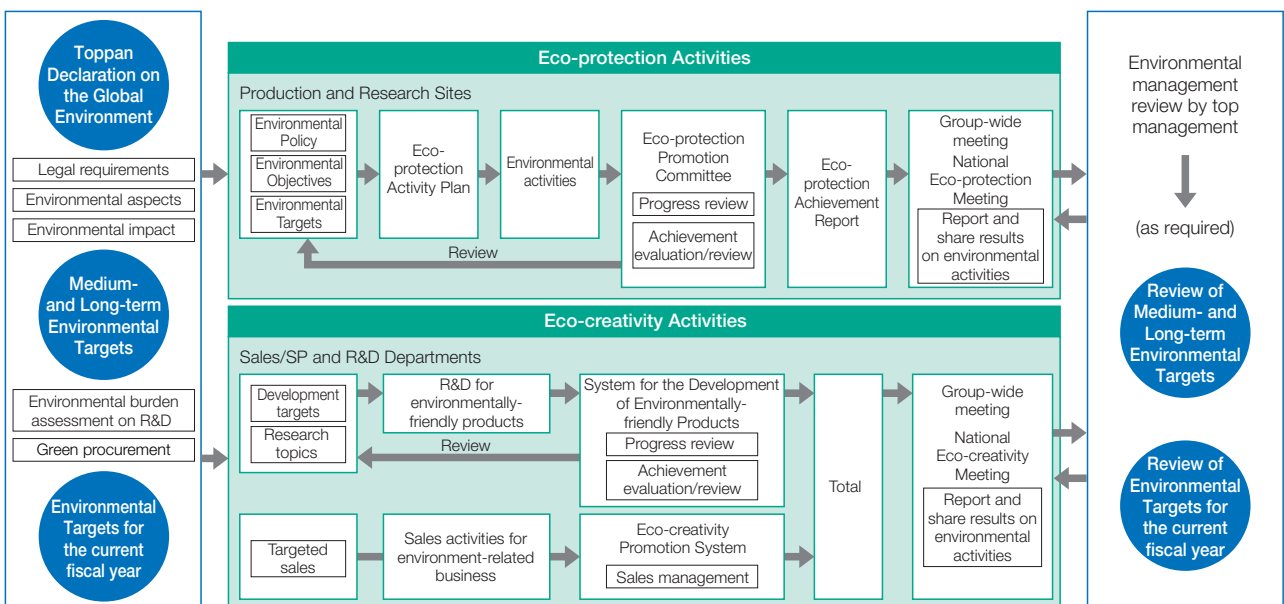 Toppan
Declaration on
the Global
Environment
Legal requirements
Environmental aspects
Environmental impact
Medium-
and Long-term
Environmental
Targets
Environmental burden
assessment on R&D
Green procurement
Environmental
Targets for
the current
fiscal year
Eco-protection Activities
Production and Research Sites
Environmental
Policy
Environmental
Objectives
Environmental
Targets
Eco-
protection
Activity Plan
Environmental
activities
Eco-protection
Promotion
Committee
Progress review
Achievement
evaluation/review
Review
Eco-
protection
Achievement
Report
Group-wide
meeting
National
Eco-protection
Meeting
Report and
share results
on environmental
activities
Eco-creativity Activities
Sales/SP and R&D Departments
Development
targets
Research
topics
R&D for
environmentally-
friendly products
Review
System for the Development
of Environmentally-
friendly Products
Progress review
Achievement
evaluation/review
Targeted
sales
Sales activities for
environment-related
business
Eco-creativity
Promotion System
Sales management
Total
Group-wide
meeting
National
Eco-creativity
Meeting
Report and
share results on
environmental
activities
Environmental
management
review by top
management
(as required)
Review of
Medium- and
Long-term
Environmental
Targets
Review of
Environmental
Targets for
the current
fiscal year